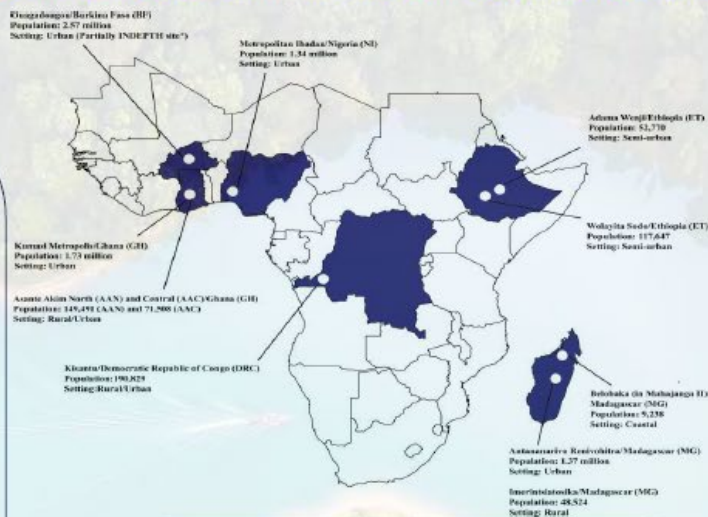 Ouagadougou/Burkina Faso (BF)
Population: 2.57 million
Setting: Urban (Partially INDEPTH site*)
Metropolitan Ibadan/Nigeria (NI)
Population: 1.34 million
Setting: Urban
Adama Wenji/Ethiopia (ET)
Population: 52,770
Setting: Semi-urban
Wolayita Sodo/Ethiopia (ET)
Population: 117,647
Setting: Semi-urban
Kumasi Metropolis/Ghana (GH)
Population: 1.73 million
Setting: Urban
Asante Akim North (AAN) and Central (AAC)/Ghana (GH)
Population: 149,491 (AAN) and 71,508 (AAC)
Setting: Rural/Urban
Kisantu/Democratic Republic of Congo (DRC)
Population:190,829
Setting:Rural/Urban
Belobaka (in Mahajanga II)
Madagascar (MG)
Population: 9,238
Setting: Coastal
Antananarivo Renivohitra/Madagascar (MG)
Population: 1.37 million
Setting: Urban
Imerintsiatosika/Madagascar (MG)
Population: 48,524
Setting: Rural